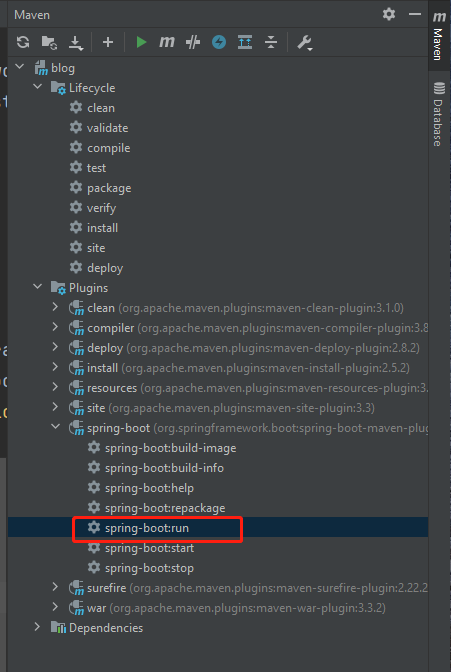 Maven
blog
Lifecycle
clean
validate
compile
test
package
verify
install
site
deploy
Plugins
clean (org.apache.maven.plugins:maven-clean-plugin:3.1.0)
compiler (org.apache.maven.plugins:maven-compiler-plugin:3.8
deploy (org.apache.maven.plugins:maven-deploy-plugin:2.8.2)
install (org.apache.maven.plugins:maven-install-plugin:2.5.2)
resources (org.apache.maven.plugins:maven-resources-plugin:3.
site (org.apache.maven.plugins:maven-site-plugin:3.3)
spring-boot (org.springframework.boot:spring-boot-maven-plug
spring-boot:build-image
spring-boot:build-info
spring-boot:help
spring-boot:repackage
spring-boot:run
spring-boot:start
spring-boot:stop
surefire (org.apache.maven.plugins:maven-surefire-plugin:2.22.2
war (org.apache.maven.plugins:maven-war-plugin:3.3.2)
Dependencies
Maven
Database